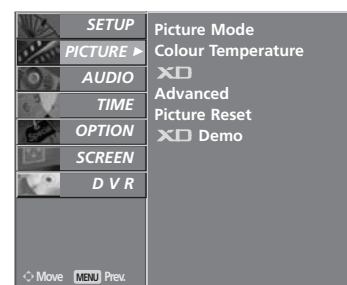 SETUP
PICTURE ►
AUDIO
TIME
OPTION
SCREEN
D V R
Picture Mode
Colour Temperature
XD
Advanced
Picture Reset
XD Demo
Move MENU Prev.